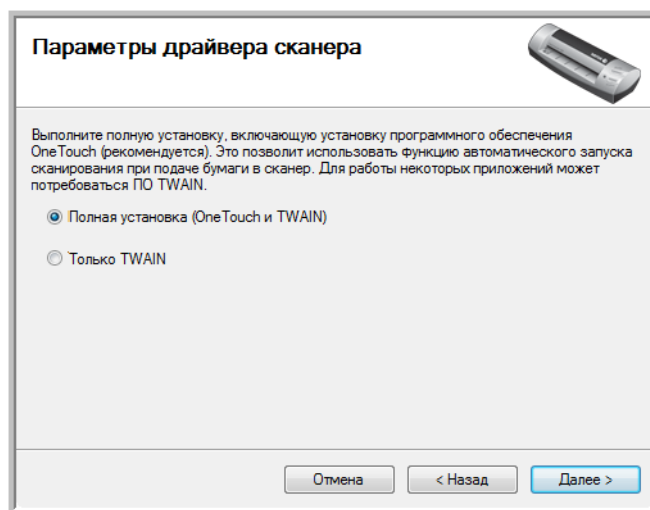 Параметры драйвера сканера
Выполните полную установку, включающую установку программного обеспечения
OneTouch (рекомендуется). Это позволит использовать функцию автоматического запуска
сканирования при подаче бумаги в сканер. Для работы некоторых приложений может
потребоваться ПО TWAIN.
Полная установка (OneTouch и TWAIN)
Только TWAIN
Отмена
< Назад
Далее >